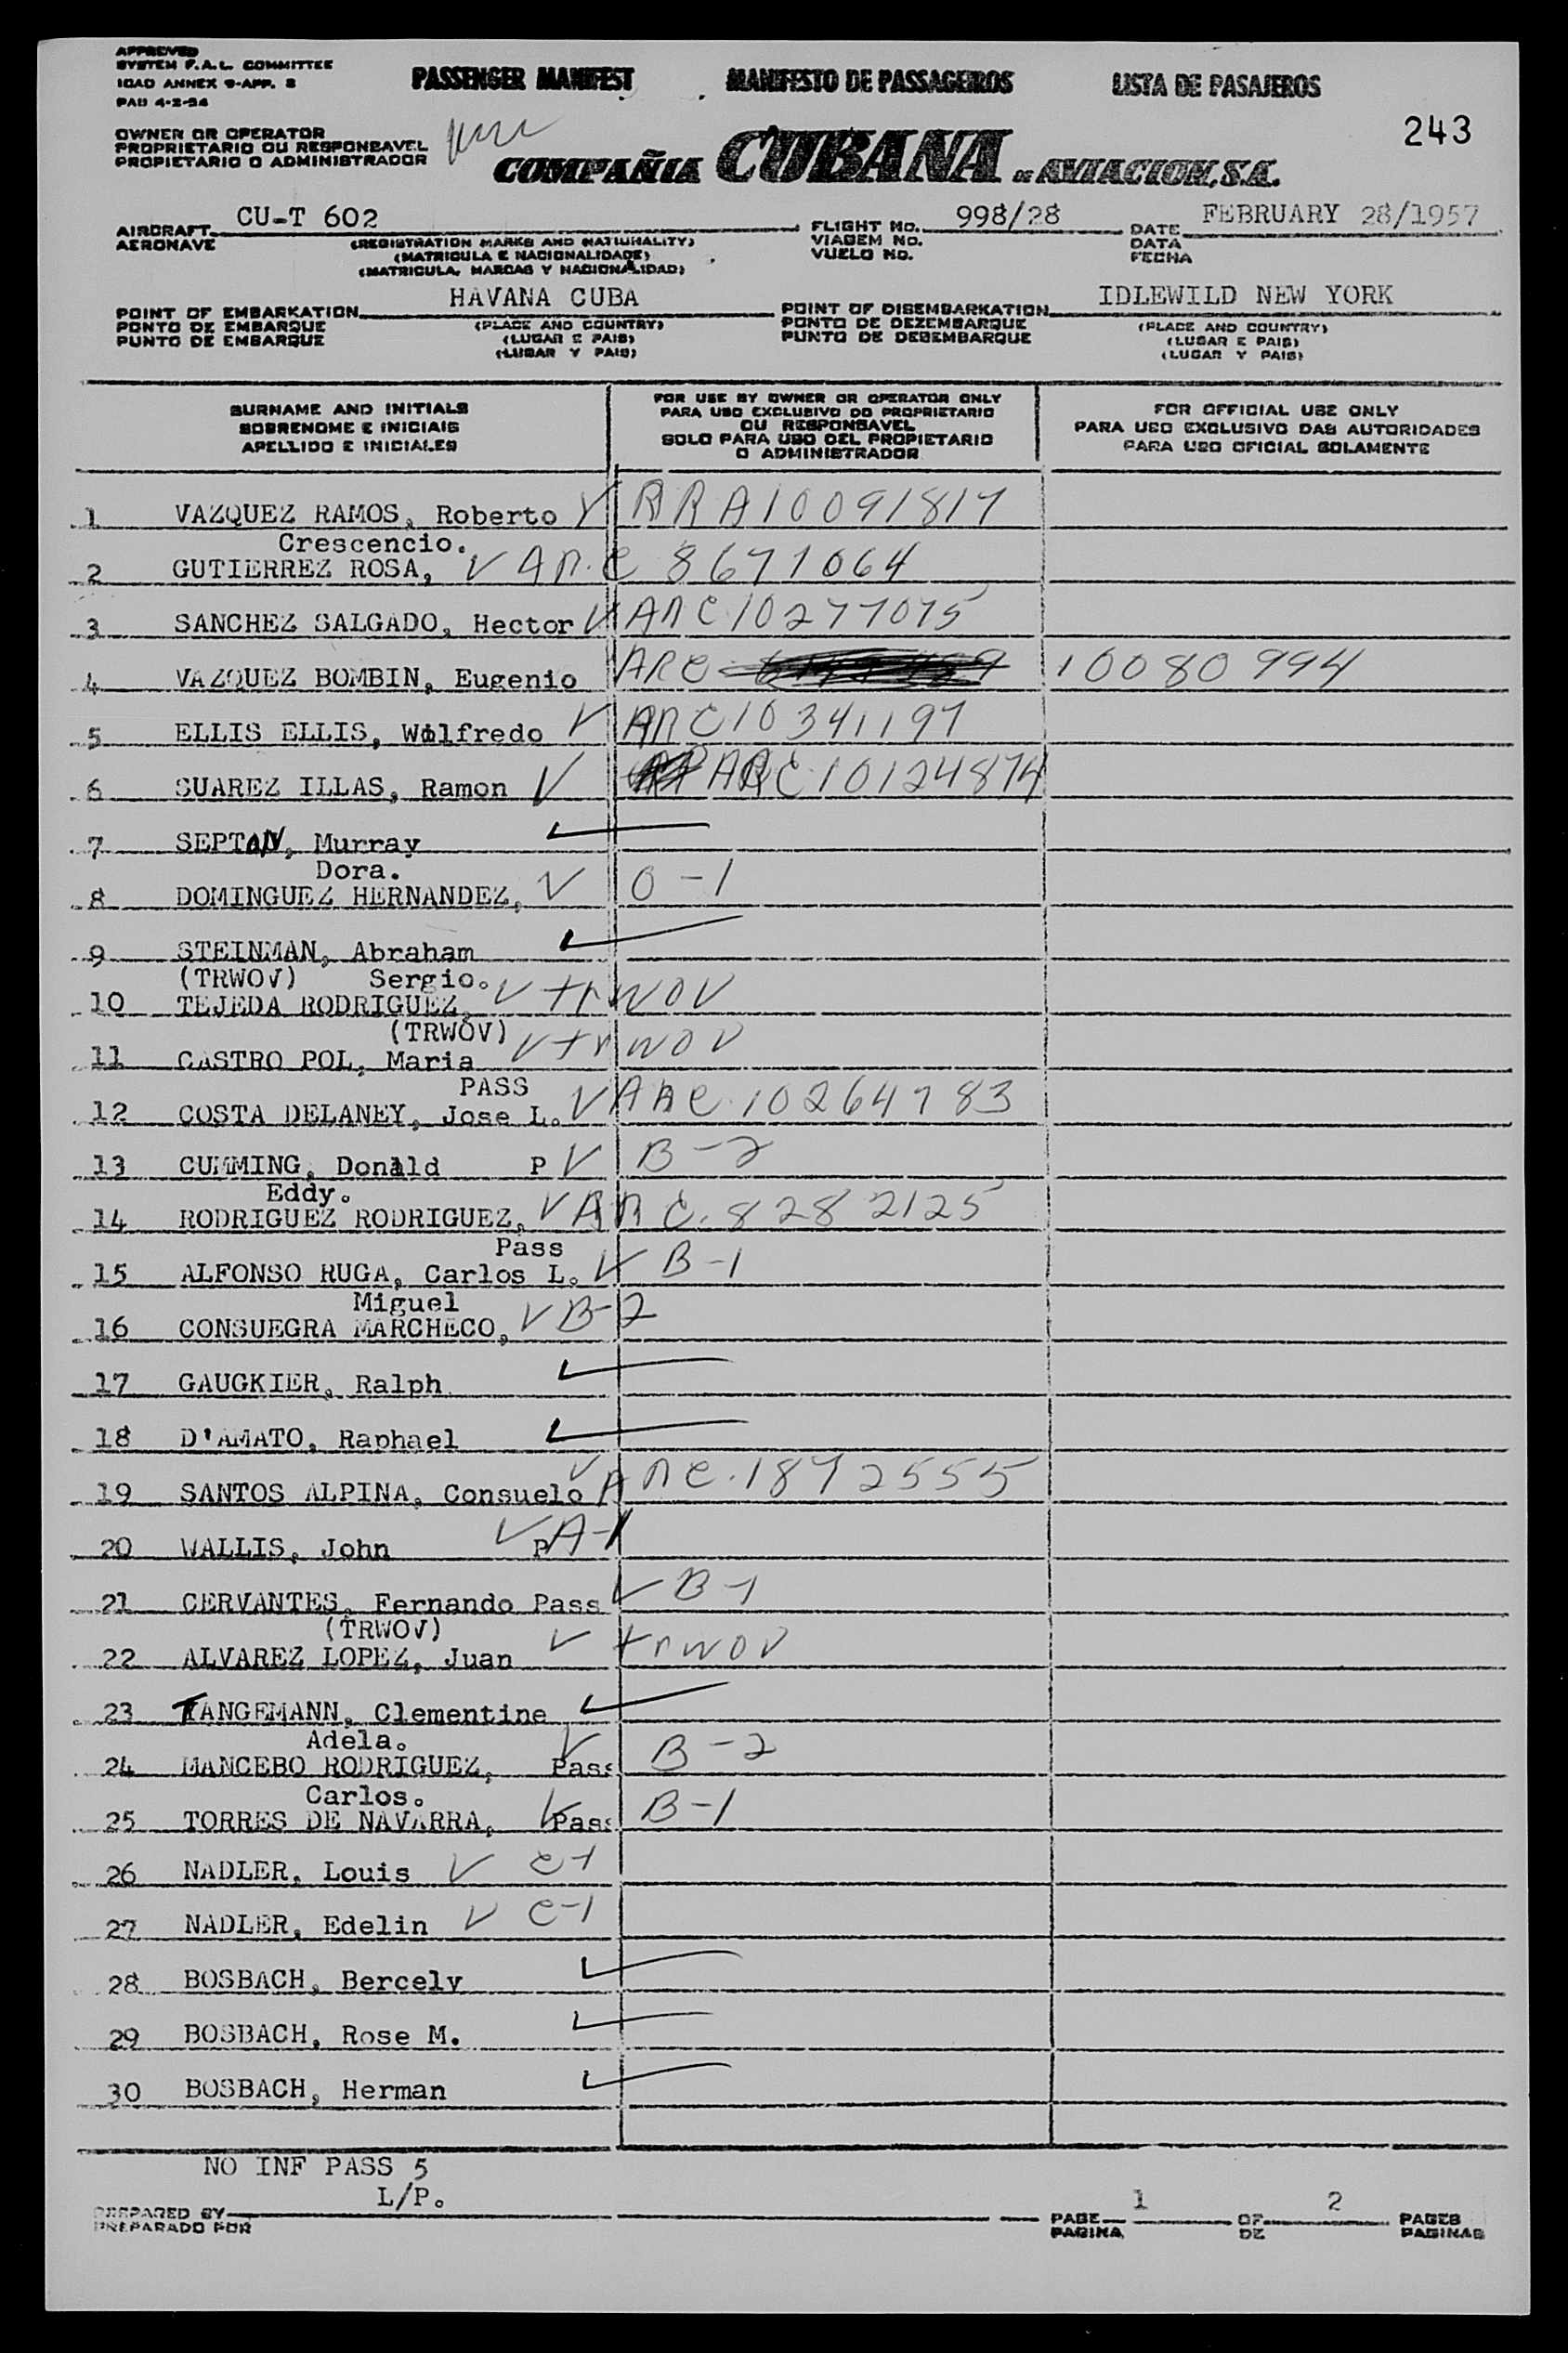 APPROVED
SYSTEM F.A.L. COMMITTEE
ICAO ANNEX 9-APP. 8
PAU 4-2-54
PASSENGER MANIFEST MANIFESTO DE PASSAGEIROS LISTA DE PASAJEROS
243
OWNER OR OPERATOR
PROPRIETARIO OU RESPONSAVEL
PROPIETARIO O ADMINISTRADOR
COMPAÑIA CUBANA DE AVIACION, S.A.
AIRCRAFT CU-T 602 FLIGHT NO. 998/28 DATE FEBRUARY 28/1957
AERONAVE (REGISTRATION MARKS AND NATIONALITY) VIAGEM NO. DATA
(MATRICULA E NACIONALIDADE) VUELO NO. FECHA
(MATRICULA, MARCAS Y NACIONALIDAD)
POINT OF EMBARKATION HAVANA CUBA POINT OF DISEMBARKATION IDLEWILD NEW YORK
PONTO DE EMBARQUE (PLACE AND COUNTRY) PONTO DE DEZEMBARQUE (PLACE AND COUNTRY)
PUNTO DE EMBARQUE (LUGAR E PAIS) PUNTO DE DESEMBARQUE (LUGAR E PAIS)
(LUGAR Y PAIS) (LUGAR Y PAIS)
SURNAME AND INITIALS
SOBRENOME E INICIAIS
APELLIDO E INICIALES
FOR USE BY OWNER OR OPERATOR ONLY
PARA USO EXCLUSIVO DO PROPRIETARIO
OU RESPONSAVEL
SOLO PARA USO DEL PROPIETARIO
O ADMINISTRADOR
FOR OFFICIAL USE ONLY
PARA USO EXCLUSIVO DAS AUTORIDADES
PARA USO OFICIAL SOLAMENTE
1 VAZQUEZ RAMOS, Roberto RRA10091817
Crescencio.
2 GUTIERREZ ROSA, ARC 8671064
3 SANCHEZ SALGADO, Hector ARC 10277075
4 VAZQUEZ BOMBIN, Eugenio ARC 10080994
5 ELLIS ELLIS, Wilfredo ARC10341197
6 SUAREZ ILLAS, Ramon ARC 10124874
7 SEPTON, Murray
Dora.
8 DOMINGUEZ HERNANDEZ, O-1
9 STEINMAN, Abraham
(TRWOV) Sergio.
10 TEJEDA RODRIGUEZ, trwov
(TRWOV)
11 CASTRO POL, Maria trwov
PASS
12 COSTA DELANEY, Jose L. ARC.10264783
13 CUMMING, Donald P B-2
Eddy.
14 RODRIGUEZ RODRIGUEZ, ARC.8282125
Pass
15 ALFONSO RUGA, Carlos L. B-1
Miguel
16 CONSUEGRA MARCHECO, B-2
17 GAUGKIER, Ralph
18 D'AMATO, Raphael
19 SANTOS ALPINA, Consuelo ARC.1872555
20 WALLIS, John P A-1
21 CERVANTES, Fernando Pass B-1
(TRWOV)
22 ALVAREZ LOPEZ, Juan trwov
23 TANGEMANN, Clementine
Adela.
24 MANCEBO RODRIGUEZ, Pass B-2
Carlos.
25 TORRES DE NAVARRA, Pass B-1
26 NADLER, Louis C-1
27 NADLER, Edelin C-1
28 BOSBACH, Bercely
29 BOSBACH, Rose M.
30 BOSBACH, Herman
NO INF PASS 5
L/P.
PREPARED BY PAGE 1 OF 2 PAGES
PREPARADO POR PAGINA DE PAGINAS